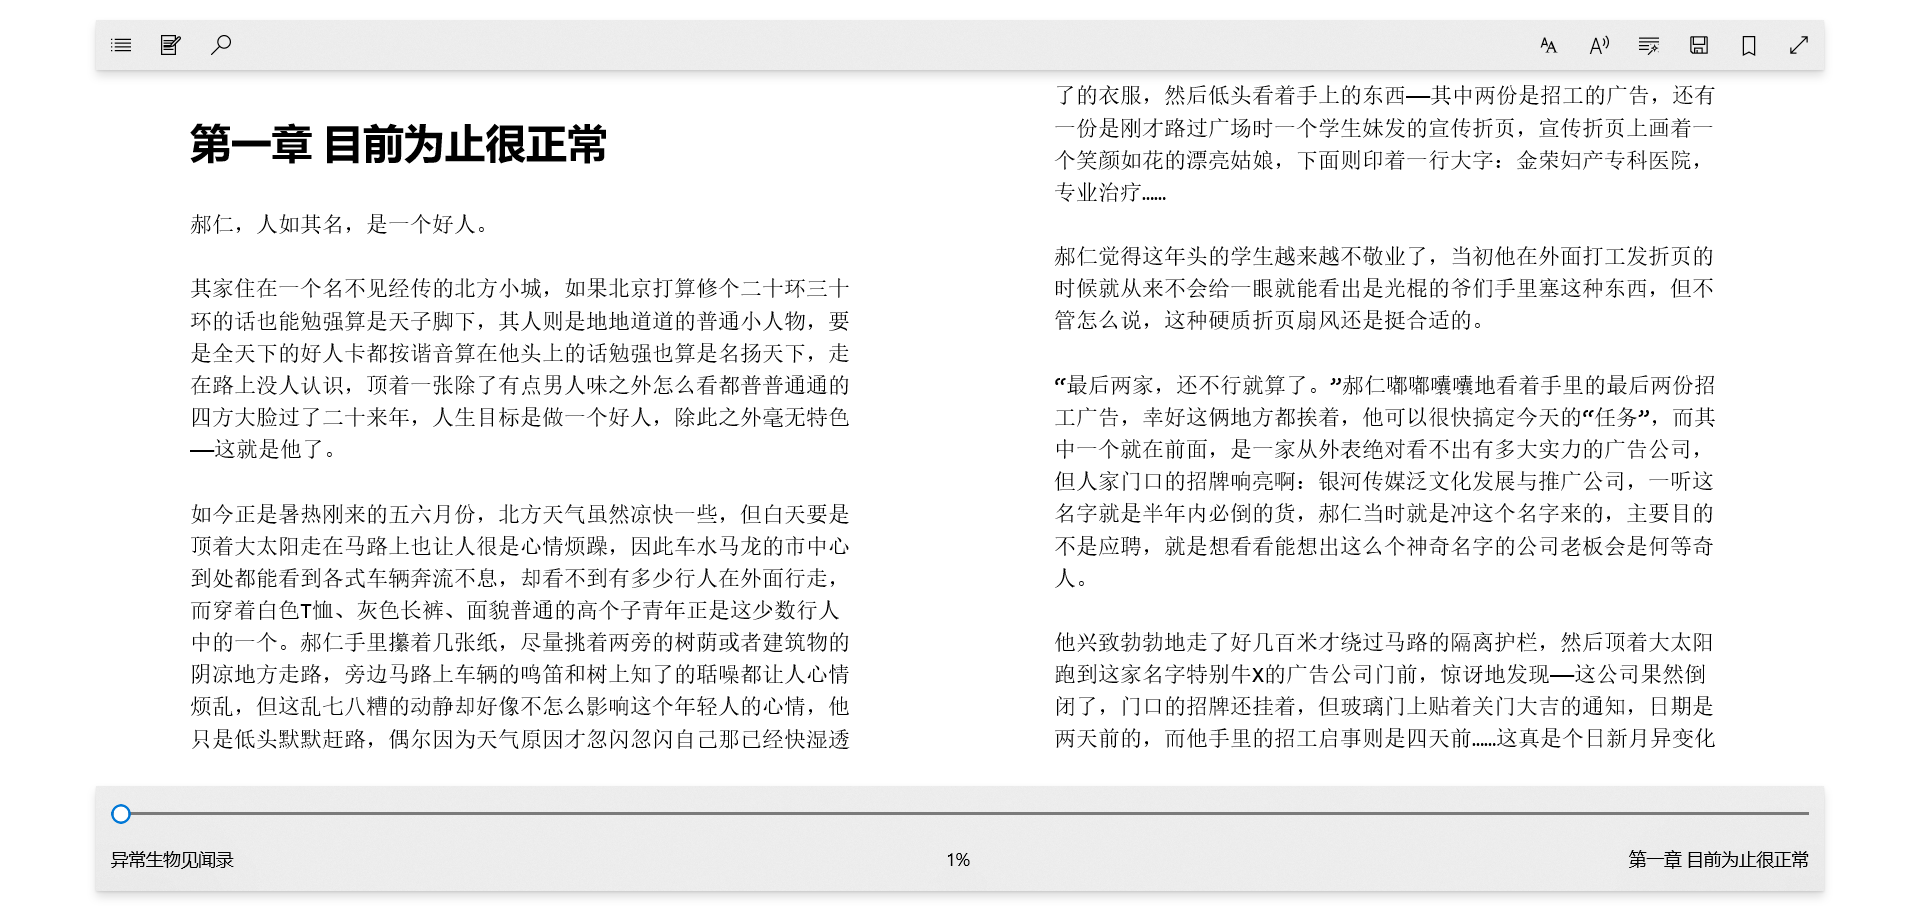 第一章 目前为止很正常
郝仁，人如其名，是一个好人。
其家住在一个名不见经传的北方小城，如果北京打算修个二十环三十
环的话也能勉强算是天子脚下，其人则是地地道道的普通小人物，要
是全天下的好人卡都按谐音算在他头上的话勉强也算是名扬天下，走
在路上没人认识，顶着一张除了有点男人味之外怎么看都普普通通的
四方大脸过了二十来年，人生目标是做一个好人，除此之外毫无特色
——这就是他了。
如今正是暑热刚来的五六月份，北方天气虽然凉快一些，但白天要是
顶着大太阳走在马路上也让人很是心情烦躁，因此车水马龙的市中心
到处都能看到各式车辆奔流不息，却看不到有多少行人在外面行走，
而穿着白色T恤、灰色长裤、面貌普通的高个子青年正是这少数行人
中的一个。郝仁手里攥着几张纸，尽量挑着两旁的树荫或者建筑物的
阴凉地方走路，旁边马路上车辆的鸣笛和树上知了的聒噪都让人心情
烦乱，但这乱七八糟的动静却好像不怎么影响这个年轻人的心情，他
只是低头默默赶路，偶尔因为天气原因才忽闪忽闪自己那已经快湿透
了的衣服，然后低头看着手上的东西——其中两份是招工的广告，还有
一份是刚才路过广场时一个学生妹发的宣传折页，宣传折页上画着一
个笑颜如花的漂亮姑娘，下面则印着一行大字：金荣妇产专科医院，
专业治疗……
郝仁觉得这年头的学生越来越不敬业了，当初他在外面打工发折页的
时候就从来不会给一眼就能看出是光棍的爷们手里塞这种东西，但不
管怎么说，这种硬质折页扇风还是挺合适的。
“最后两家，还不行就算了。”郝仁嘟嘟囔囔地看着手里的最后两份招
工广告，幸好这俩地方都挨着，他可以很快搞定今天的“任务”，而其
中一个就在前面，是一家从外表绝对看不出有多大实力的广告公司，
但人家门口的招牌响亮啊：银河传媒泛文化发展与推广公司，一听这
名字就是半年内必倒的货，郝仁当时就是冲这个名字来的，主要目的
不是应聘，就是想看看能想出这么个神奇名字的公司老板会是何等奇
人。
他兴致勃勃地走了好几百米才绕过马路的隔离护栏，然后顶着大太阳
跑到这家名字特别牛X的广告公司门前，惊讶地发现——这公司果然倒
闭了，门口的招牌还挂着，但玻璃门上贴着关门大吉的通知，日期是
两天前的，而他手里的招工启事则是四天前……这真是个日新月异变化
异常生物见闻录
1%
第一章 目前为止很正常